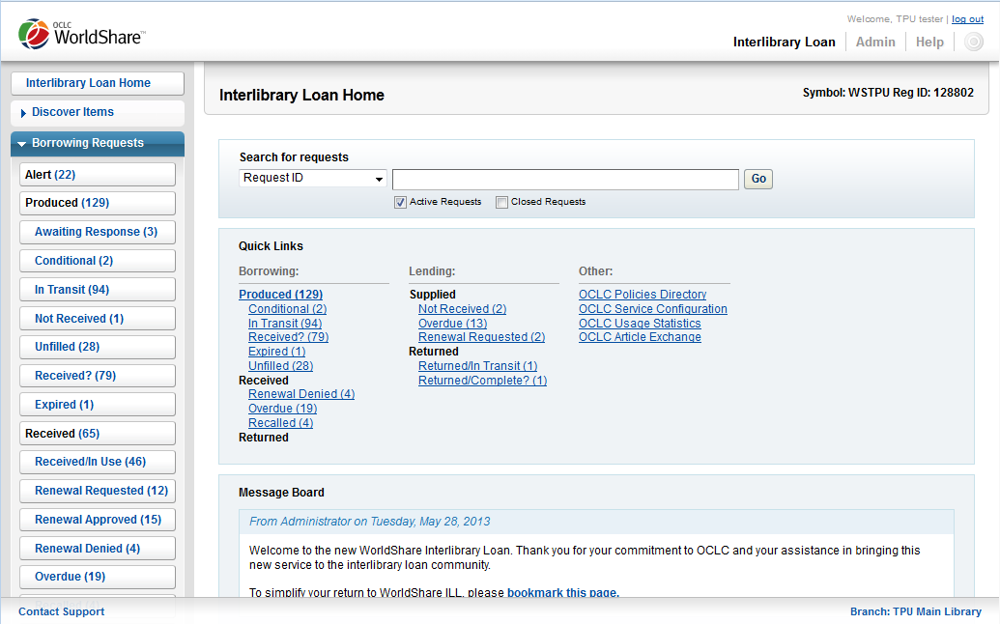 OCLC
WorldShare™
Welcome, TPU tester | log out
Interlibrary Loan
Admin
Help
Interlibrary Loan Home
Discover Items
Borrowing Requests
Alert (22)
Produced (129)
Awaiting Response (3)
Conditional (2)
In Transit (94)
Not Received (1)
Unfilled (28)
Received? (79)
Expired (1)
Received (65)
Received/In Use (46)
Renewal Requested (12)
Renewal Approved (15)
Renewal Denied (4)
Overdue (19)
Interlibrary Loan Home
Symbol: WSTPU Reg ID: 128802
Search for requests
Request ID
Go
Active Requests
Closed Requests
Quick Links
Borrowing:
Produced (129)
Conditional (2)
In Transit (94)
Received? (79)
Expired (1)
Unfilled (28)
Received
Renewal Denied (4)
Overdue (19)
Recalled (4)
Returned
Lending:
Supplied
Not Received (2)
Overdue (13)
Renewal Requested (2)
Returned
Returned/In Transit (1)
Returned/Complete? (1)
Other:
OCLC Policies Directory
OCLC Service Configuration
OCLC Usage Statistics
OCLC Article Exchange
Message Board
From Administrator on Tuesday, May 28, 2013
Welcome to the new WorldShare Interlibrary Loan. Thank you for your commitment to OCLC and your assistance in bringing this
new service to the interlibrary loan community.
To simplify your return to WorldShare ILL, please bookmark this page.
Contact Support
Branch: TPU Main Library